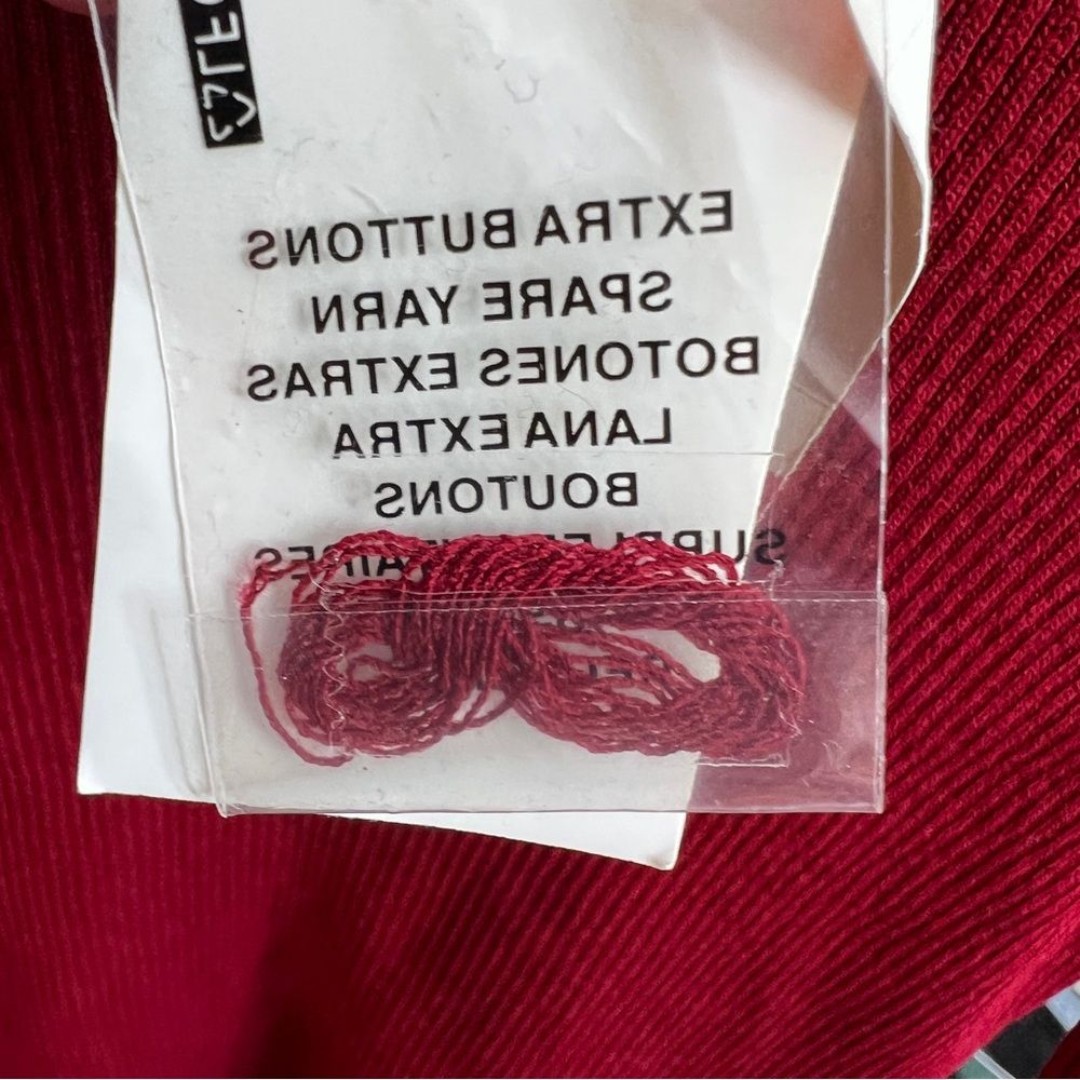 EXTRA BUTTONS
SPARE YARN
BOTONES EXTRAS
LANA EXTRA
BOUTONS